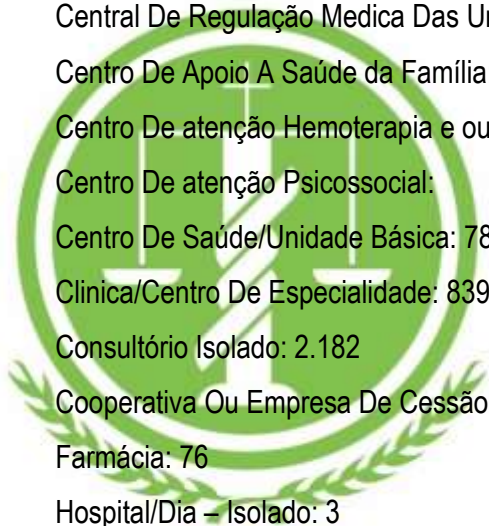 Central De Regulação Medica Das
Centro De Apoio A Saúde da Família
Centro De atenção Hemoterapia e ou
Centro De atenção Psicossocial:
Centro De Saúde/Unidade Básica: 78
Clinica/Centro De Especialidade: 839
Consultório Isolado: 2.182
Cooperativa Ou Empresa De Cessão
Farmácia: 76
Hospital/Dia – Isolado: 3